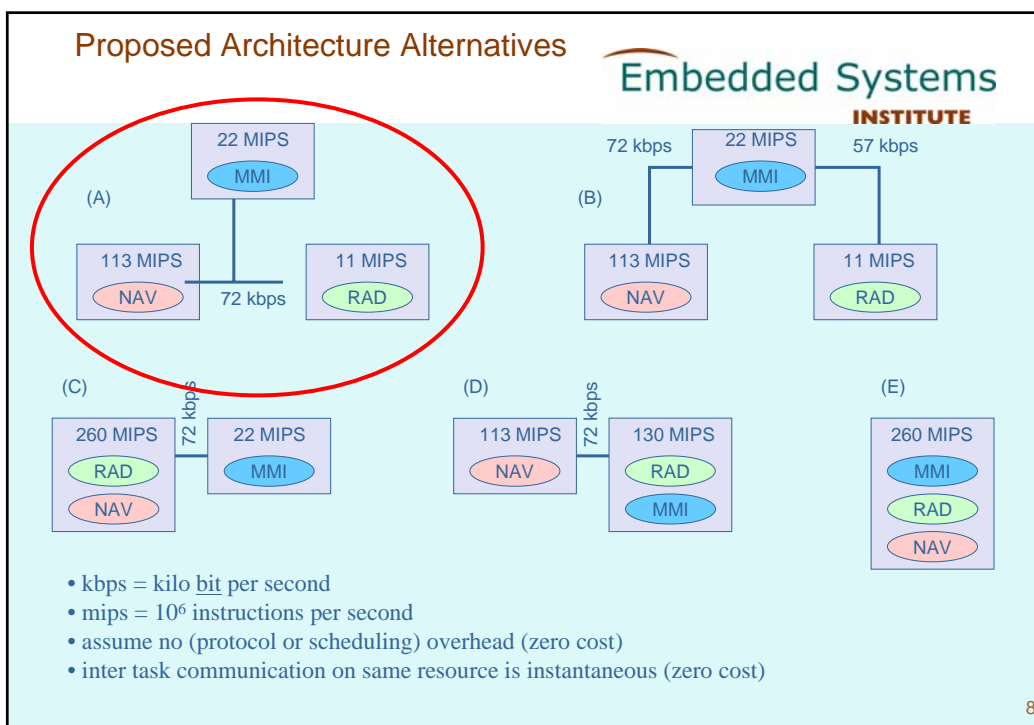 Proposed Architecture Alternatives
Embedded Systems
INSTITUTE
(A)
22 MIPS
MMI
113 MIPS
NAV
72 kbps
11 MIPS
RAD
(B)
72 kbps
22 MIPS
MMI
57 kbps
113 MIPS
NAV
11 MIPS
RAD
(C)
260 MIPS
RAD
NAV
72 kbps
22 MIPS
MMI
(D)
113 MIPS
NAV
72 kbps
130 MIPS
RAD
MMI
(E)
260 MIPS
MMI
RAD
NAV
• kbps = kilo bit per second
• mips = 10⁶ instructions per second
• assume no (protocol or scheduling) overhead (zero cost)
• inter task communication on same resource is instantaneous (zero cost)
8